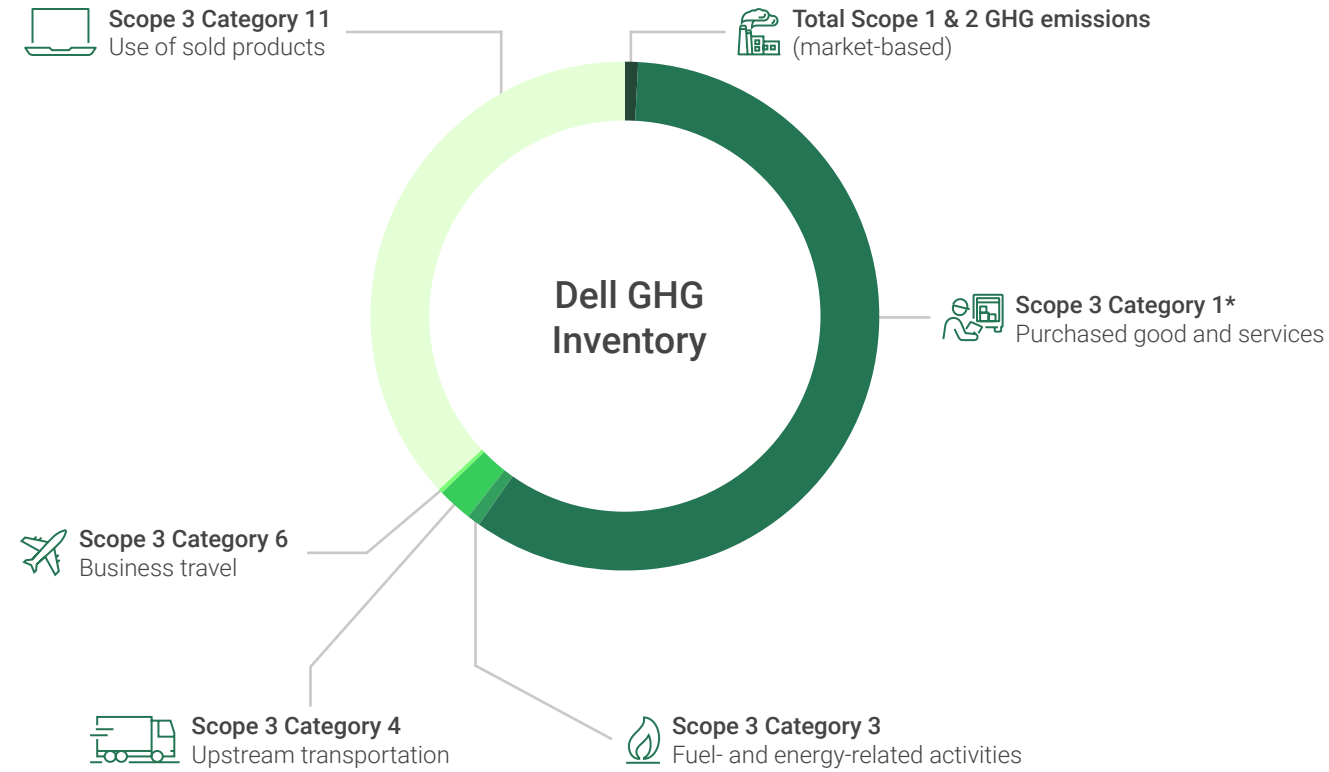 Scope 3 Category 11
Use of sold products
Total Scope 1 & 2 GHG emissions
(market-based)
Dell GHG
Inventory
Scope 3 Category 1*
Purchased good and services
Scope 3 Category 6
Business travel
Scope 3 Category 4
Upstream transportation
Scope 3 Category 3
Fuel- and energy-related activities